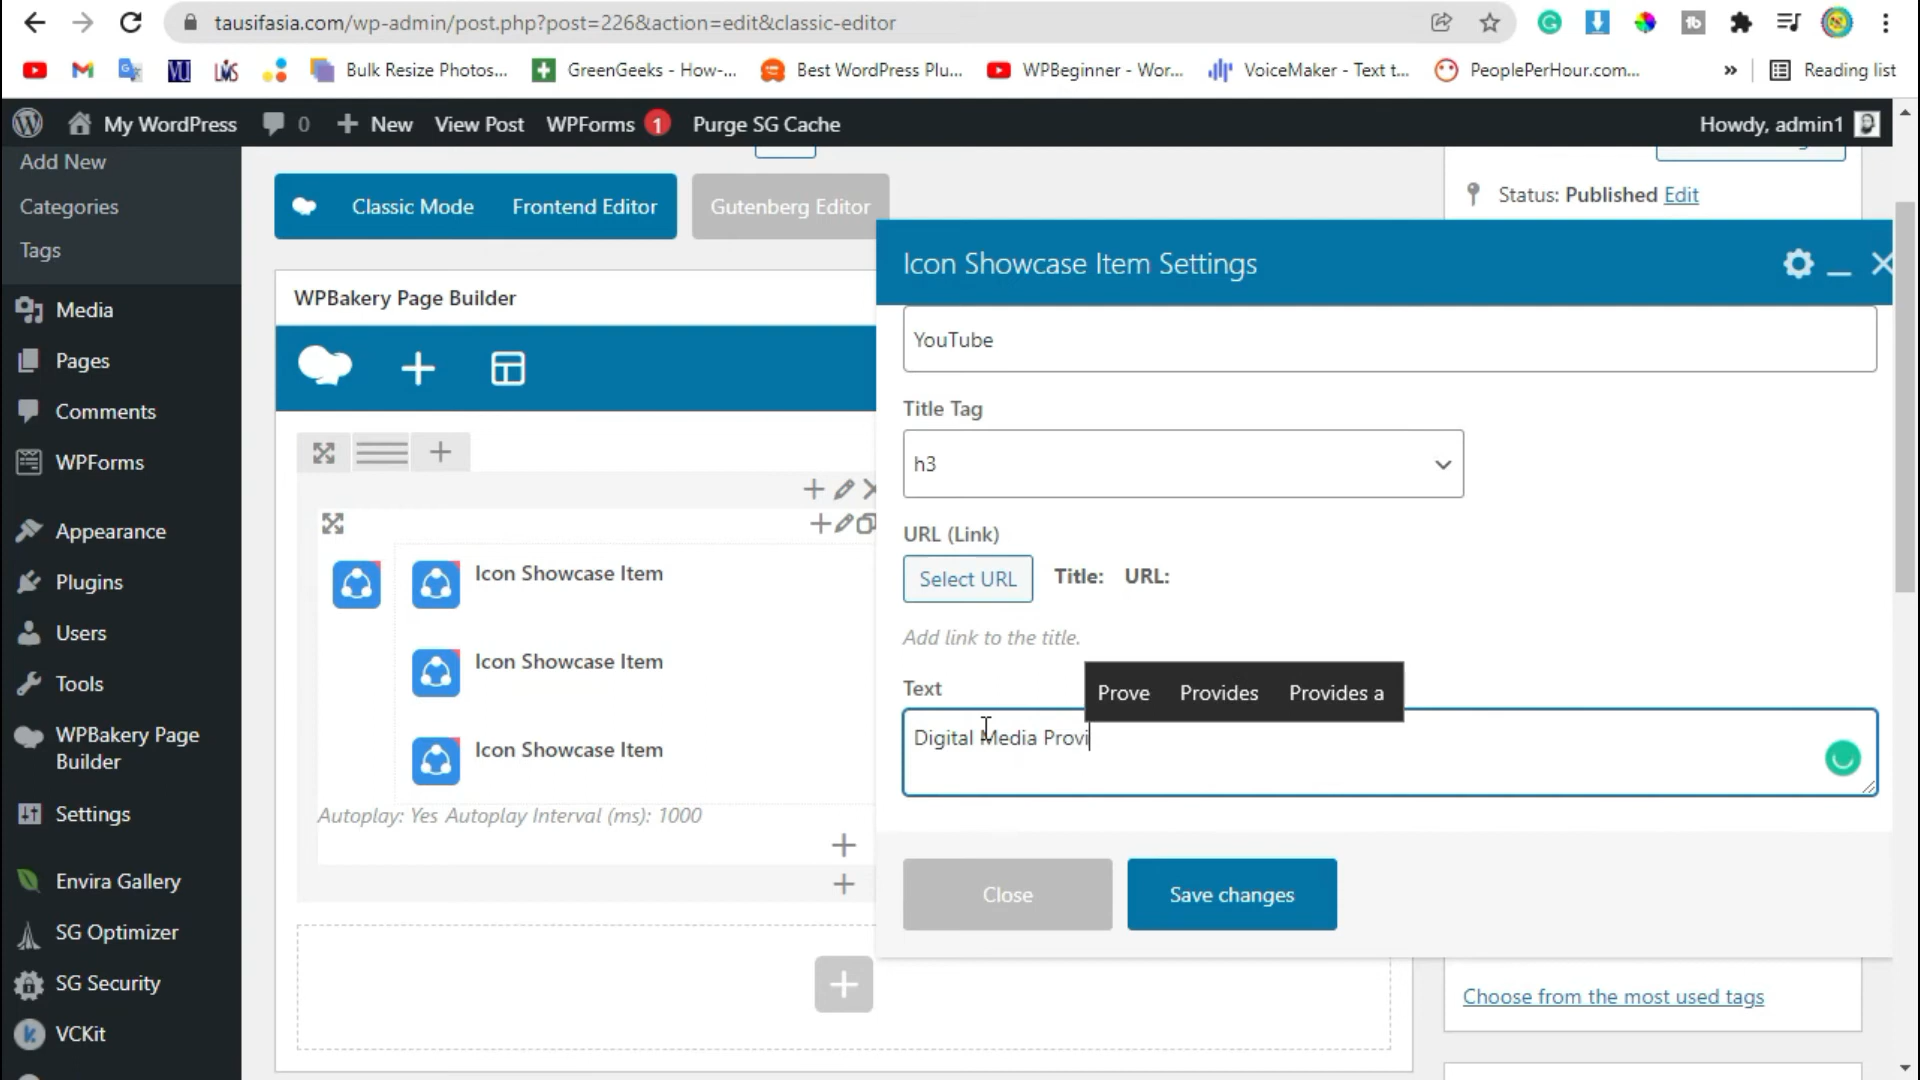 tausifasia.com/wp-admin/post.php?post=226&action=edit&classic-editor
Bulk Resize Photos...
GreenGeeks - How-...
Best WordPress Plu...
WPBeginner - Wor...
VoiceMaker - Text t...
PeoplePerHour.com...
»
Reading list
My WordPress
0
New
View Post
WPForms
1
Purge SG Cache
Howdy, admin1
Add New
Categories
Tags
Media
Pages
Comments
WPForms
Appearance
Plugins
Users
Tools
WPBakery Page
Builder
Settings
Envira Gallery
SG Optimizer
SG Security
VCKit
Classic Mode
Frontend Editor
Gutenberg Editor
WPBakery Page Builder
Icon Showcase Item
Icon Showcase Item
Icon Showcase Item
Autoplay: Yes Autoplay Interval (ms): 1000
Status: Published Edit
Icon Showcase Item Settings
YouTube
Title Tag
h3
URL (Link)
Select URL
Title: URL:
Add link to the title.
Text
Prove Provides Provides a
Digital Media Provi
Close
Save changes
Choose from the most used tags